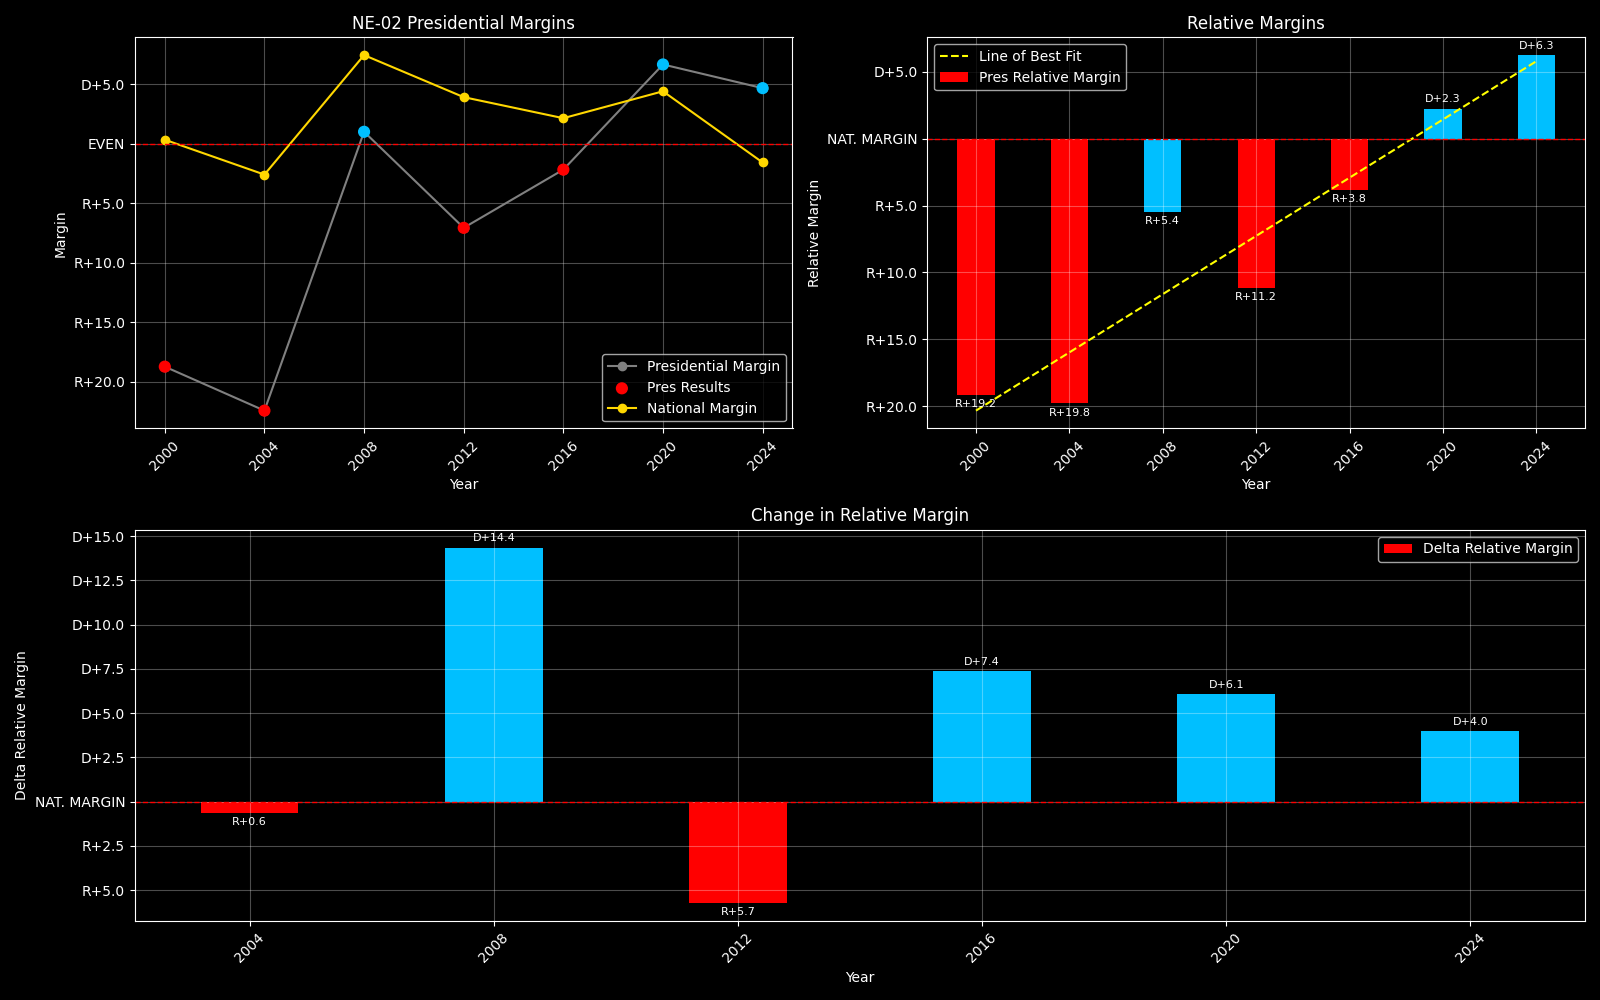 NE-02 Presidential Margins
D+5.0
EVEN
R+5.0
R+10.0
R+15.0
R+20.0
Margin
Presidential Margin
Pres Results
National Margin
2000
2004
2008
2012
2016
2020
2024
Year
Relative Margins
Line of Best Fit
Pres Relative Margin
D+5.0
NAT. MARGIN
R+5.0
R+10.0
R+15.0
R+20.0
Relative Margin
R+19.2
R+19.8
R+5.4
R+11.2
R+3.8
D+2.3
D+6.3
2000
2004
2008
2012
2016
2020
2024
Year
Change in Relative Margin
Delta Relative Margin
D+15.0
D+12.5
D+10.0
D+7.5
D+5.0
D+2.5
NAT. MARGIN
R+2.5
R+5.0
Delta Relative Margin
R+0.6
D+14.4
R+5.7
D+7.4
D+6.1
D+4.0
2004
2008
2012
2016
2020
2024
Year